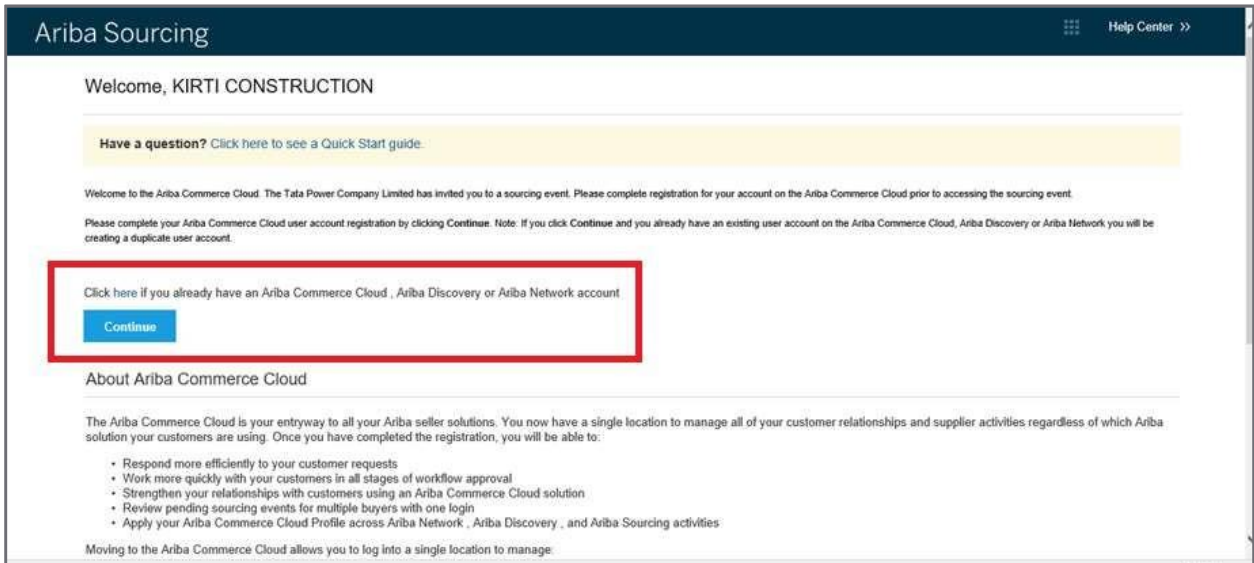 Ariba Sourcing
Help Center >>
Welcome, KIRTI CONSTRUCTION
Have a question? Click here to see a Quick Start guide.
Welcome to the Ariba Commerce Cloud. The Tata Power Company Limited has invited you to a sourcing event. Please complete registration for your account on the Ariba Commerce Cloud prior to accessing the sourcing event.
Please complete your Ariba Commerce Cloud user account registration by clicking Continue. Note: If you click Continue and you already have an existing user account on the Ariba Commerce Cloud, Ariba Discovery or Ariba Network you will be
creating a duplicate user account.
Click here if you already have an Ariba Commerce Cloud , Ariba Discovery or Ariba Network account
Continue
About Ariba Commerce Cloud
The Ariba Commerce Cloud is your entryway to all your Ariba seller solutions. You now have a single location to manage all of your customer relationships and supplier activities regardless of which Ariba
solution your customers are using. Once you have completed the registration, you will be able to:
• Respond more efficiently to your customer requests
• Work more quickly with your customers in all stages of workflow approval
• Strengthen your relationships with customers using an Ariba Commerce Cloud solution
• Review pending sourcing events for multiple buyers with one login
• Apply your Ariba Commerce Cloud Profile across Ariba Network , Ariba Discovery , and Ariba Sourcing activities
Moving to the Ariba Commerce Cloud allows you to log into a single location to manage: